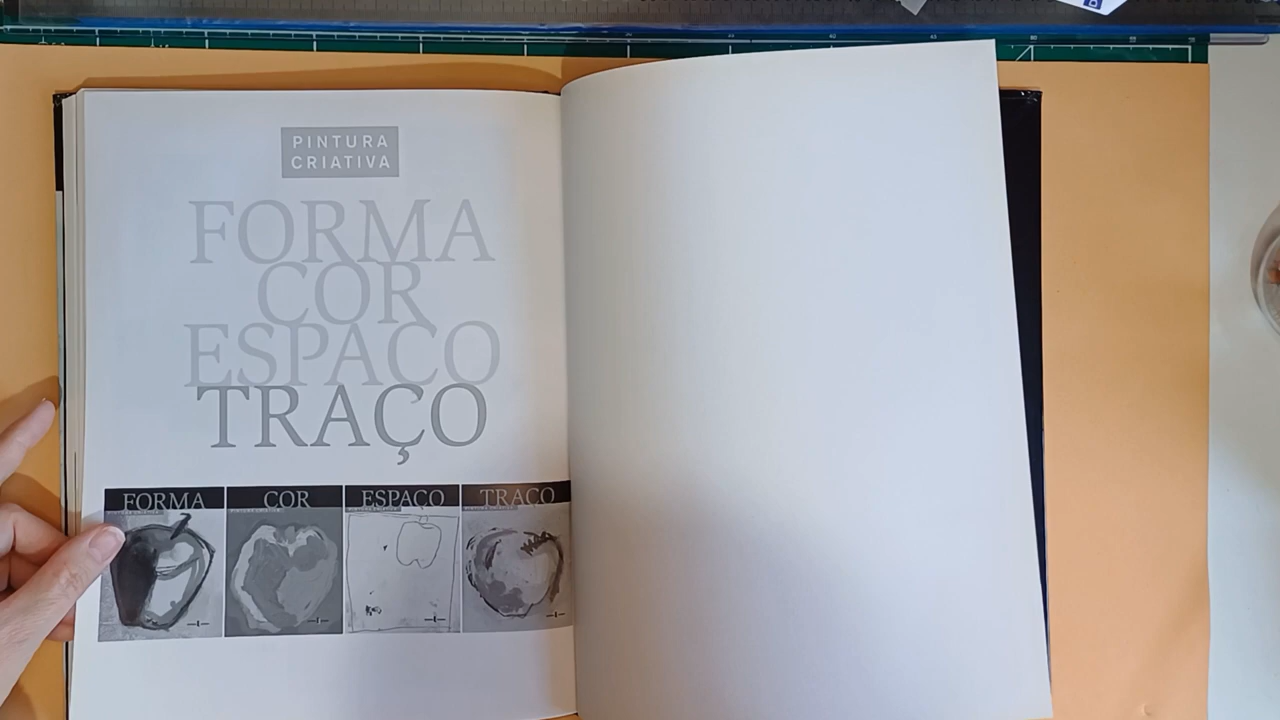 PINTURA
CRIATIVA
FORMA
COR
ESPAÇO
TRAÇO
FORMA
COR
ESPAÇO
TRAÇO